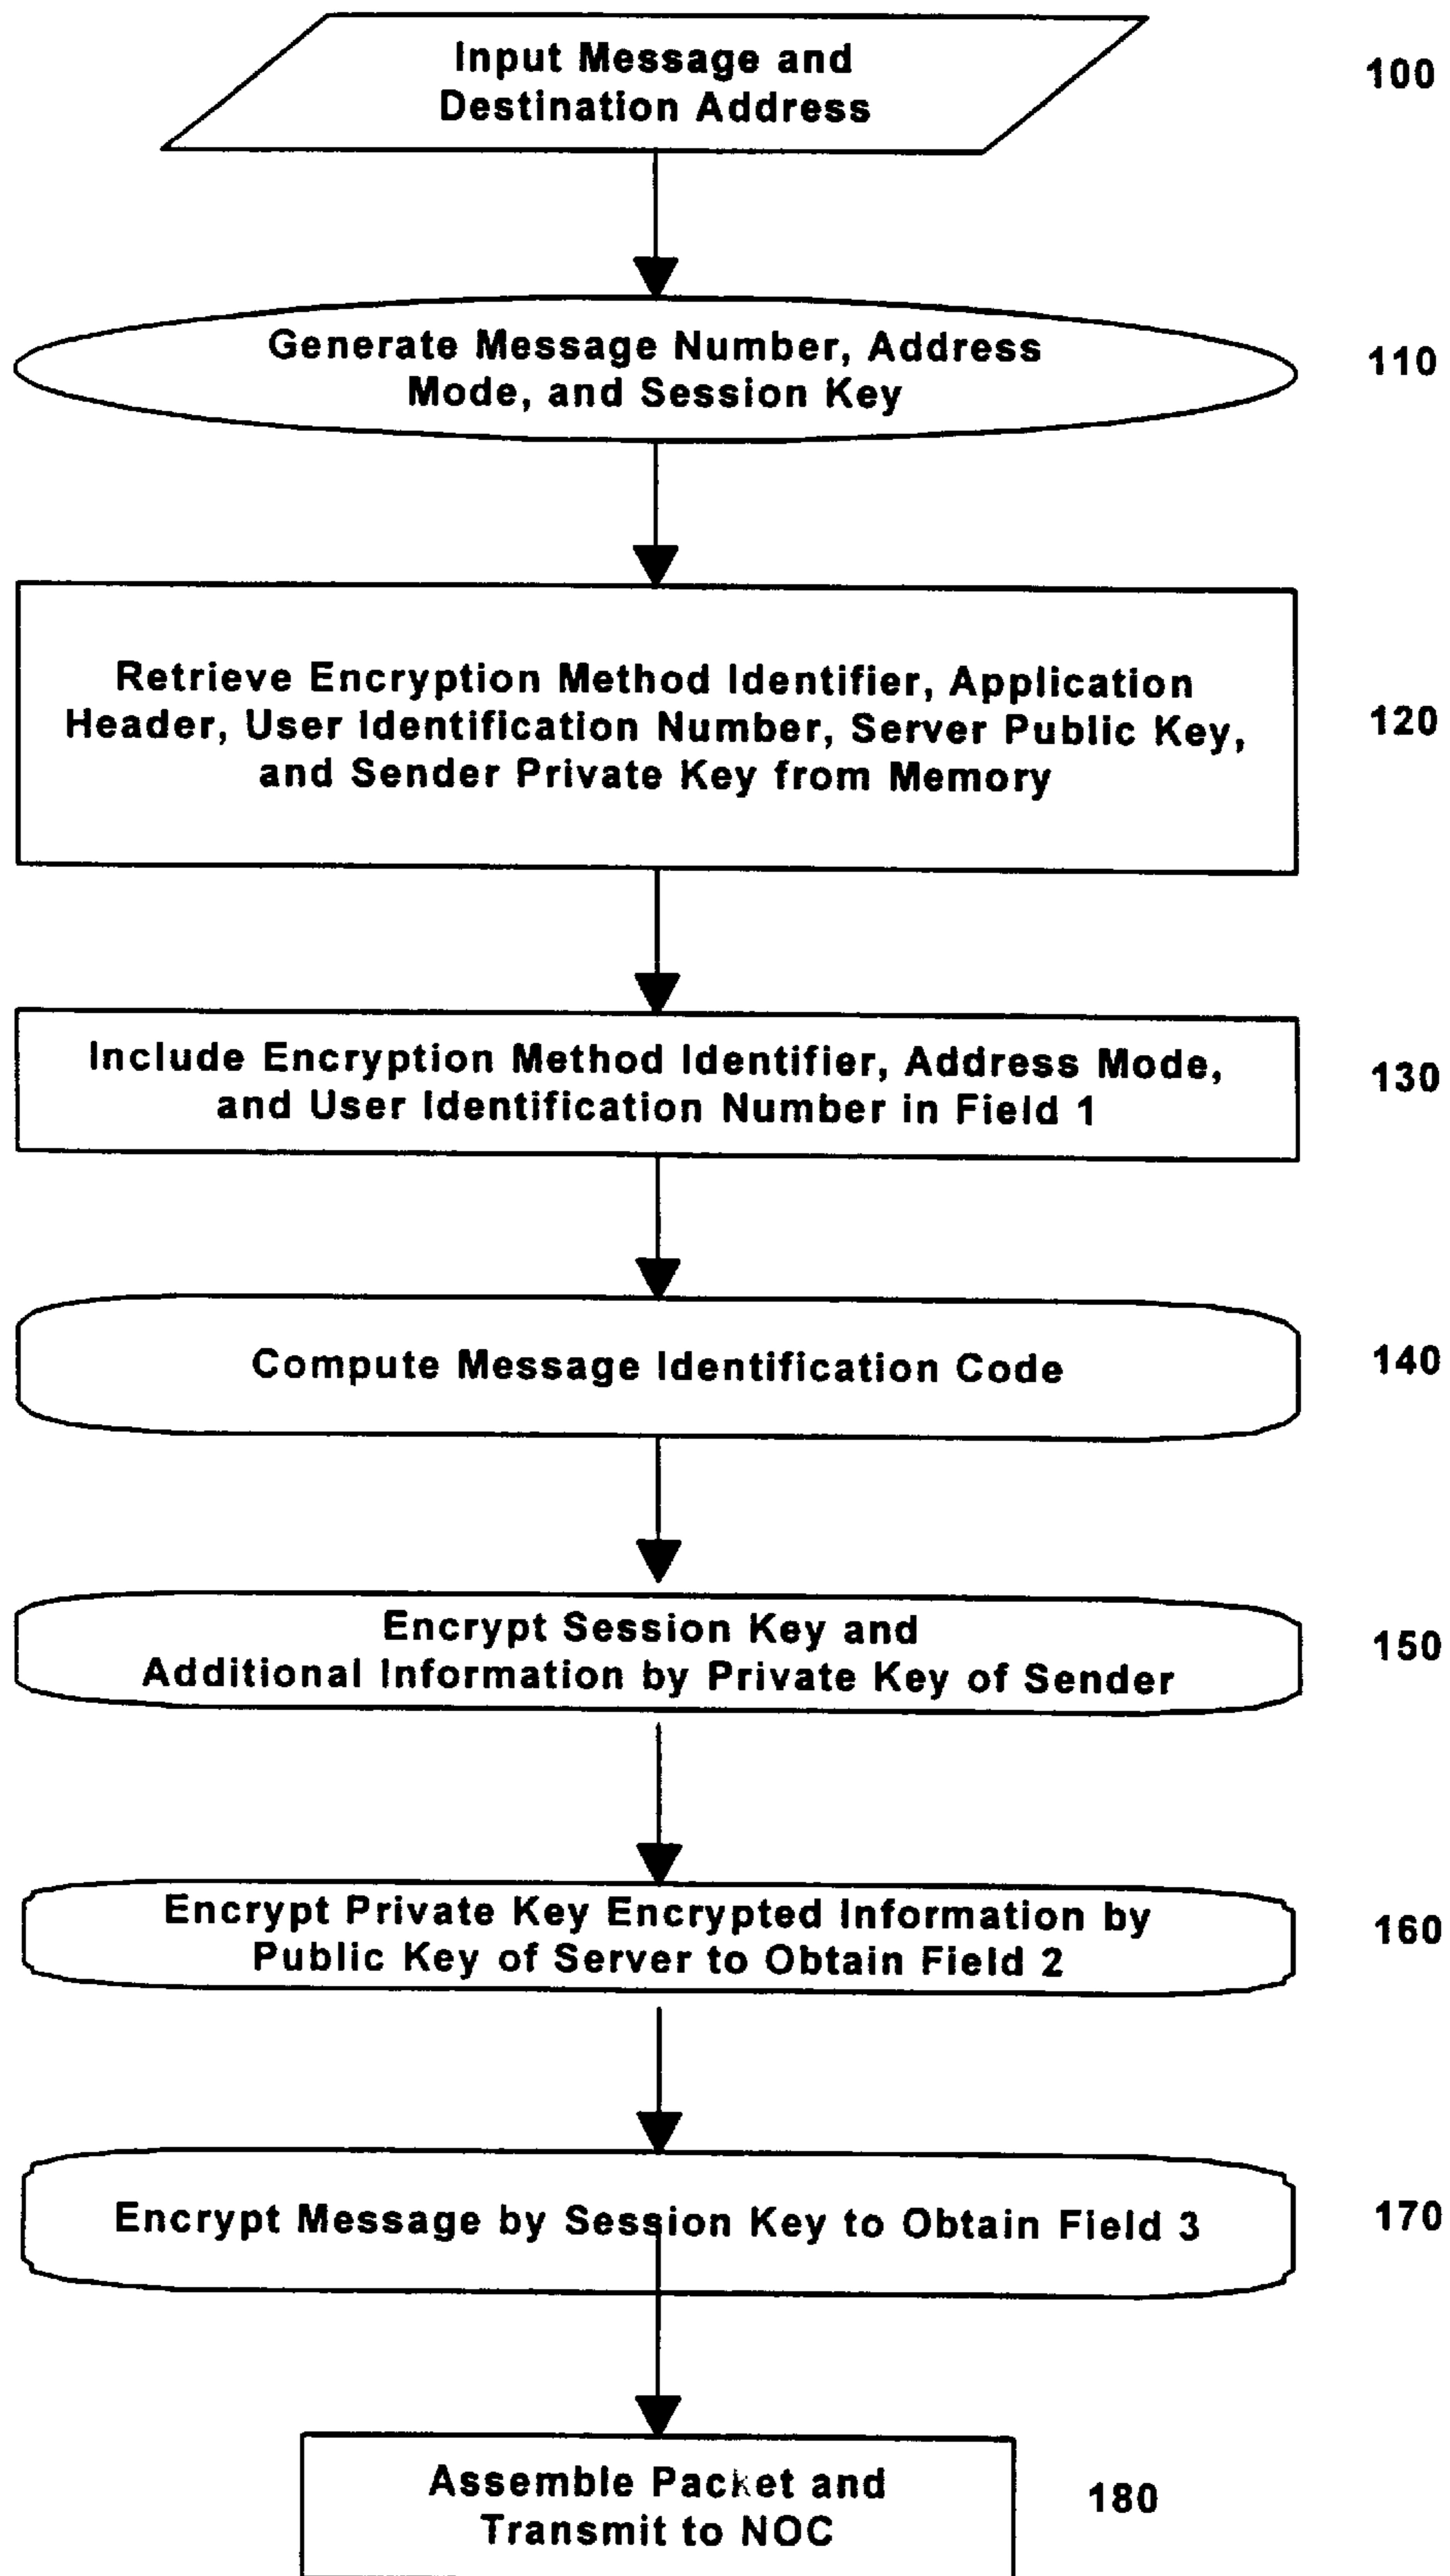 Input Message and
Destination Address
100
Generate Message Number, Address
Mode, and Session Key
110
Retrieve Encryption Method Identifier, Application
Header, User Identification Number, Server Public Key,
and Sender Private Key from Memory
120
Include Encryption Method Identifier, Address Mode,
and User Identification Number in Field 1
130
Compute Message Identification Code
140
Encrypt Session Key and
Additional Information by Private Key of Sender
150
Encrypt Private Key Encrypted Information by
Public Key of Server to Obtain Field 2
160
Encrypt Message by Session Key to Obtain Field 3
170
Assemble Packet and
Transmit to NOC
180